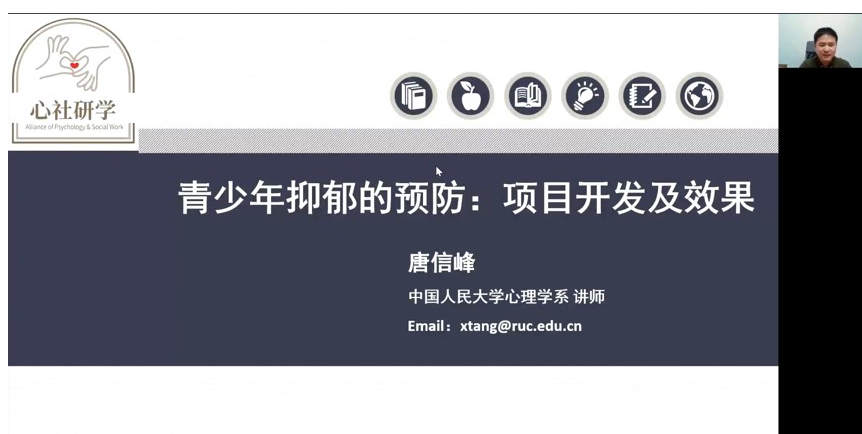 心社研学
Alliance of Psychology & Social Work
青少年抑郁的预防：项目开发及效果
唐信峰
中国人民大学心理学系 讲师
Email：xtang@ruc.edu.cn